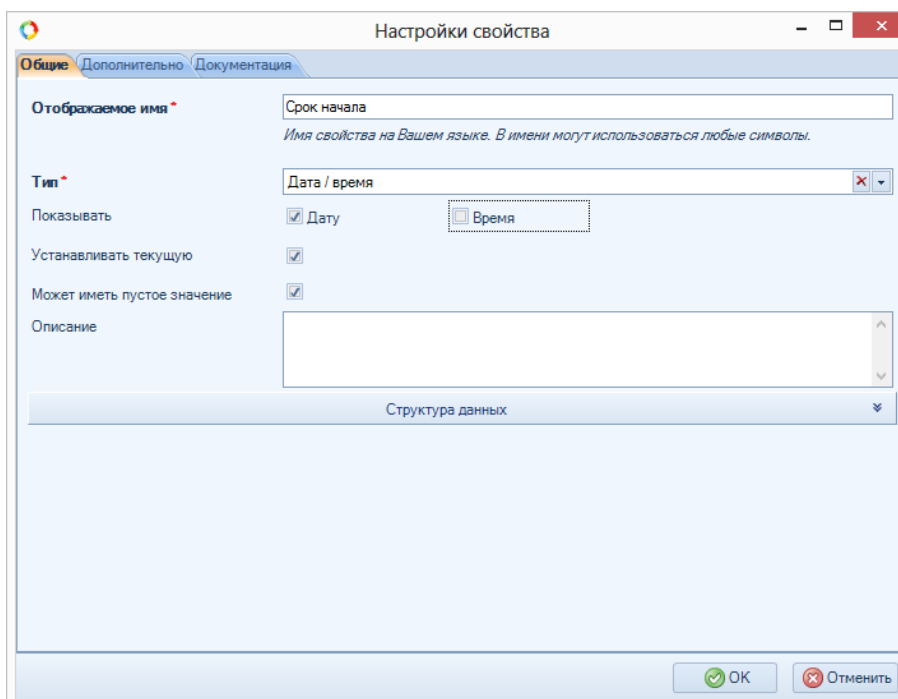 Настройки свойства
Общие Дополнительно Документация
Отображаемое имя * Срок начала
Имя свойства на Вашем языке. В имени могут использоваться любые символы.
Тип * Дата / время
Показывать Дату Время
Устанавливать текущую
Может иметь пустое значение
Описание
Структура данных
OK Отменить